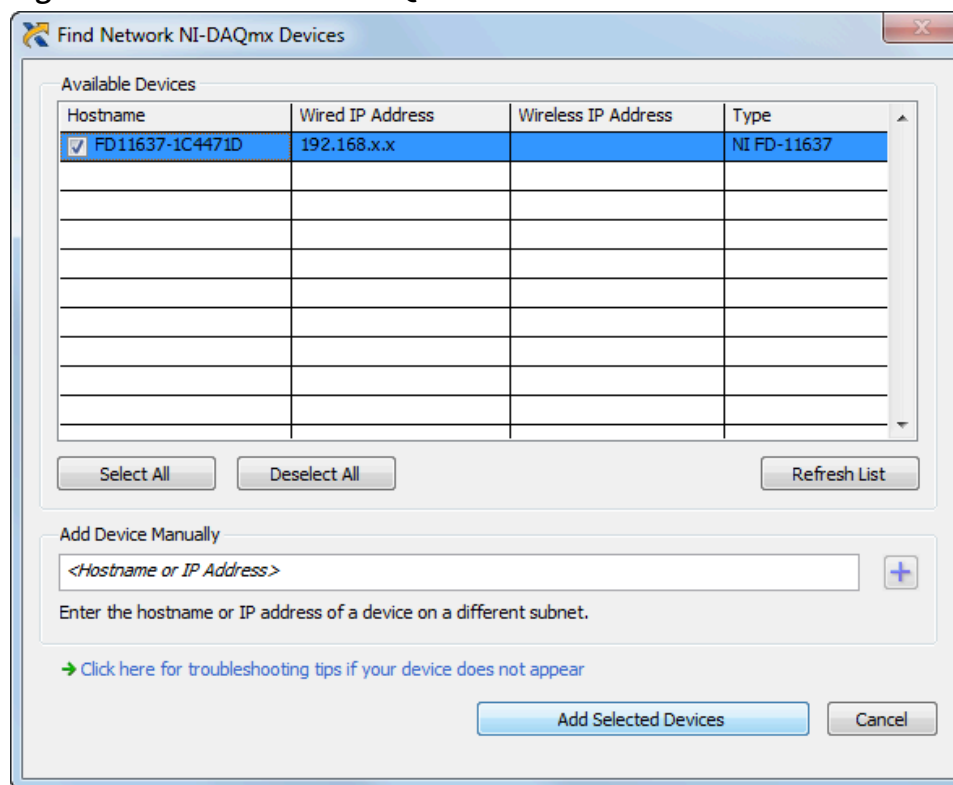 Find Network NI-DAQmx Devices
Available Devices
Hostname Wired IP Address Wireless IP Address Type
FD11637-1C4471D 192.168.x.x NI FD-11637
Select All Deselect All Refresh List
Add Device Manually
<Hostname or IP Address>
Enter the hostname or IP address of a device on a different subnet.
Click here for troubleshooting tips if your device does not appear
Add Selected Devices Cancel